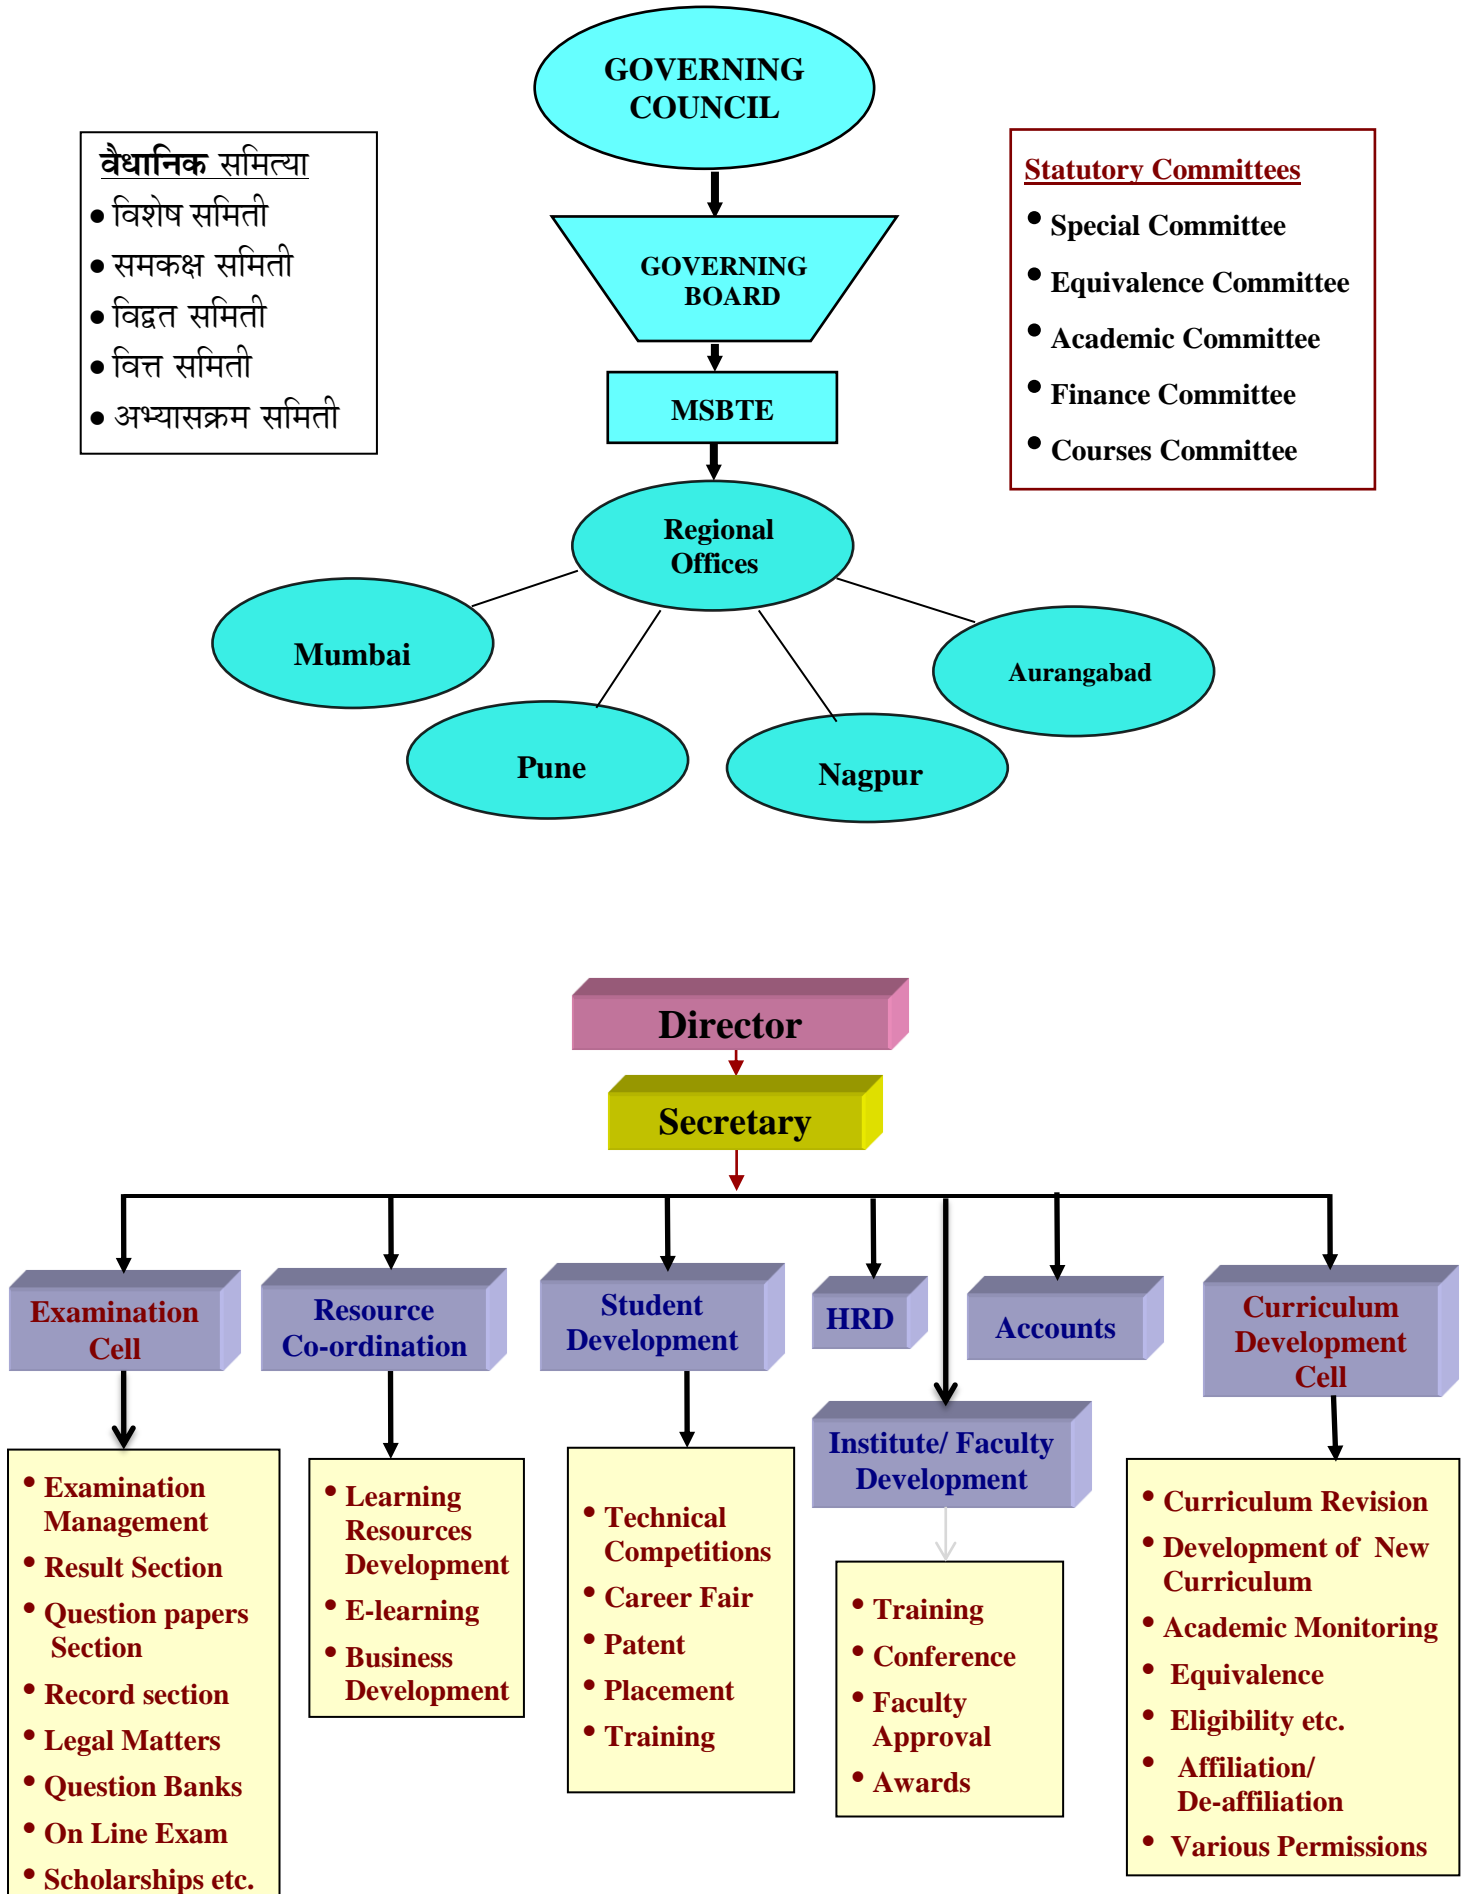 GOVERNING
COUNCIL
वैधानिक समित्या
• विशेष समिती
• समकक्ष समिती
• विद्वत समिती
• वित्त समिती
• अभ्यासक्रम समिती
Statutory Committees
• Special Committee
• Equivalence Committee
• Academic Committee
• Finance Committee
• Courses Committee
GOVERNING
BOARD
MSBTE
Regional
Offices
Mumbai
Pune
Nagpur
Aurangabad
Director
Secretary
Examination
Cell
Resource
Co-ordination
Student
Development
HRD
Accounts
Curriculum
Development
Cell
Institute/ Faculty
Development
• Examination
Management
• Result Section
• Question papers
Section
• Record section
• Legal Matters
• Question Banks
• On Line Exam
• Scholarships etc.
• Learning
Resources
Development
• E-learning
• Business
Development
• Technical
Competitions
• Career Fair
• Patent
• Placement
• Training
• Training
• Conference
• Faculty
Approval
• Awards
• Curriculum Revision
• Development of New
Curriculum
• Academic Monitoring
• Equivalence
• Eligibility etc.
• Affiliation/
De-affiliation
• Various Permissions